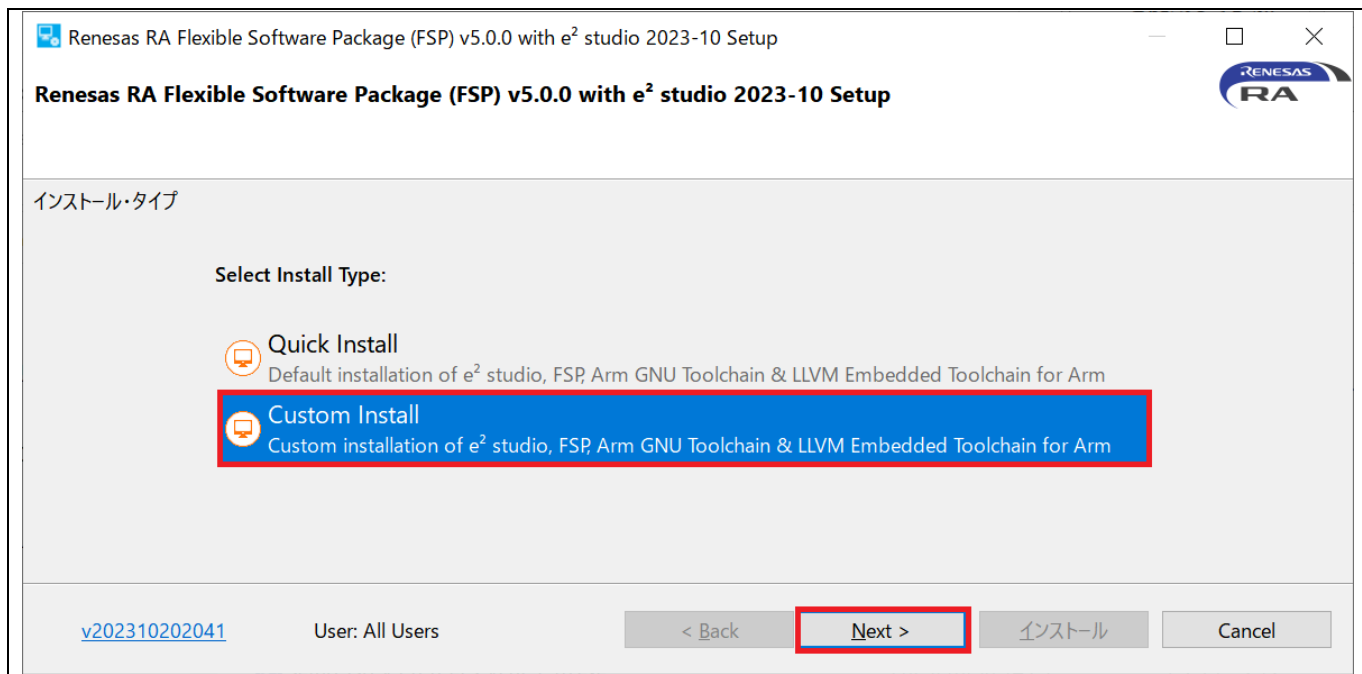 Renesas RA Flexible Software Package (FSP) v5.0.0 with e² studio 2023-10 Setup
Renesas RA Flexible Software Package (FSP) v5.0.0 with e² studio 2023-10 Setup
RENESAS
RA
インストール・タイプ
Select Install Type:
Quick Install
Default installation of e² studio, FSP, Arm GNU Toolchain & LLVM Embedded Toolchain for Arm
Custom Install
Custom installation of e² studio, FSP, Arm GNU Toolchain & LLVM Embedded Toolchain for Arm
v202310202041 User: All Users < Back Next > インストール Cancel